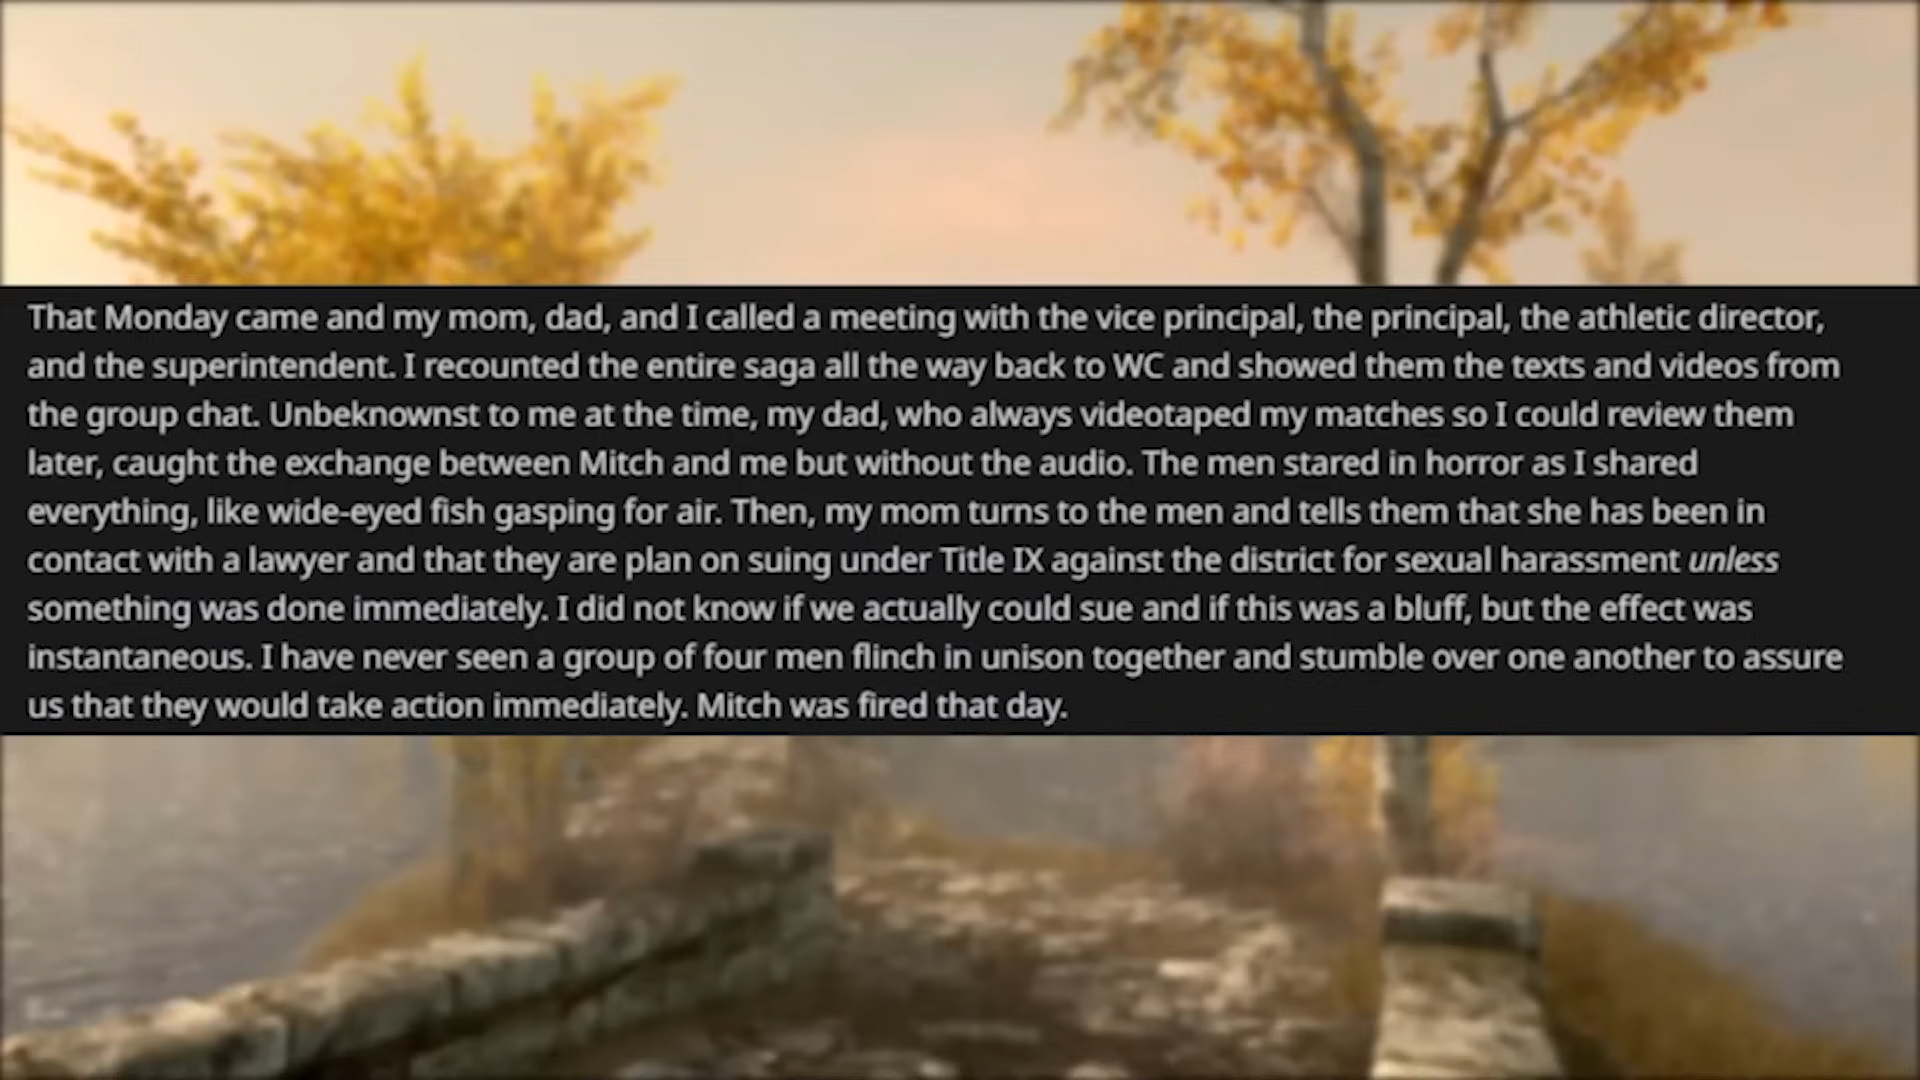 That Monday came and my mom, dad, and I called a meeting with the vice principal, the principal, the athletic director,
and the superintendent. I recounted the entire saga all the way back to WC and showed them the texts and videos from
the group chat. Unbeknownst to me at the time, my dad, who always videotaped my matches so I could review them
later, caught the exchange between Mitch and me but without the audio. The men stared in horror as I shared
everything, like wide-eyed fish gasping for air. Then, my mom turns to the men and tells them that she has been in
contact with a lawyer and that they are plan on suing under Title IX against the district for sexual harassment unless
something was done immediately. I did not know if we actually could sue and if this was a bluff, but the effect was
instantaneous. I have never seen a group of four men flinch in unison together and stumble over one another to assure
us that they would take action immediately. Mitch was fired that day.